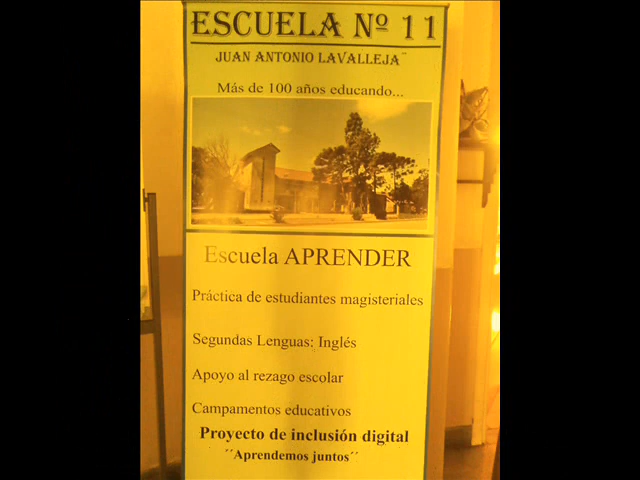 ESCUELA Nº 11
JUAN ANTONIO LAVALLEJA¨
Más de 100 años educando...
Escuela APRENDER
Práctica de estudiantes magisteriales
Segundas Lenguas: Inglés
Apoyo al rezago escolar
Campamentos educativos
Proyecto de inclusión digital
´´Aprendemos juntos´´